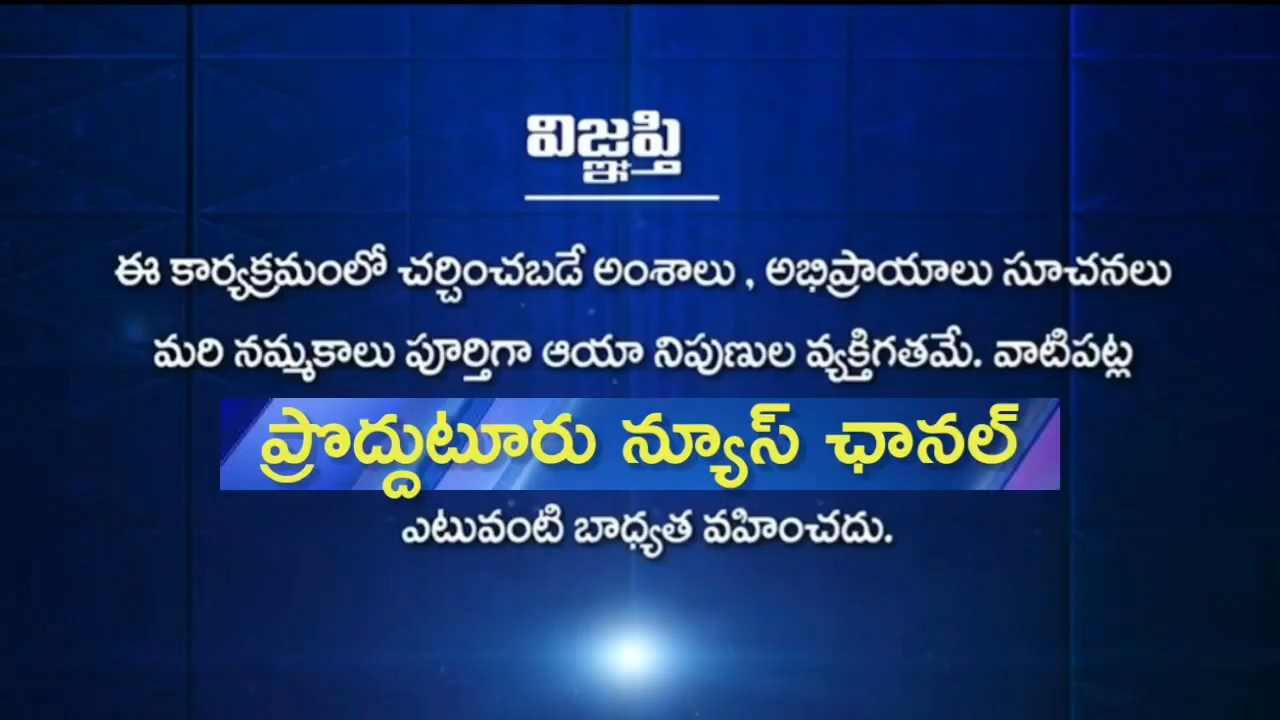 విజ్ఞప్తి
ఈ కార్యక్రమంలో చర్చించబడే అంశాలు , అభిప్రాయాలు సూచనలు
మరి నమ్మకాలు పూర్తిగా ఆయా నిపుణుల వ్యక్తిగతమే. వాటిపట్ల
ప్రొద్దుటూరు న్యూస్ ఛానల్
ఎటువంటి బాధ్యత వహించదు.